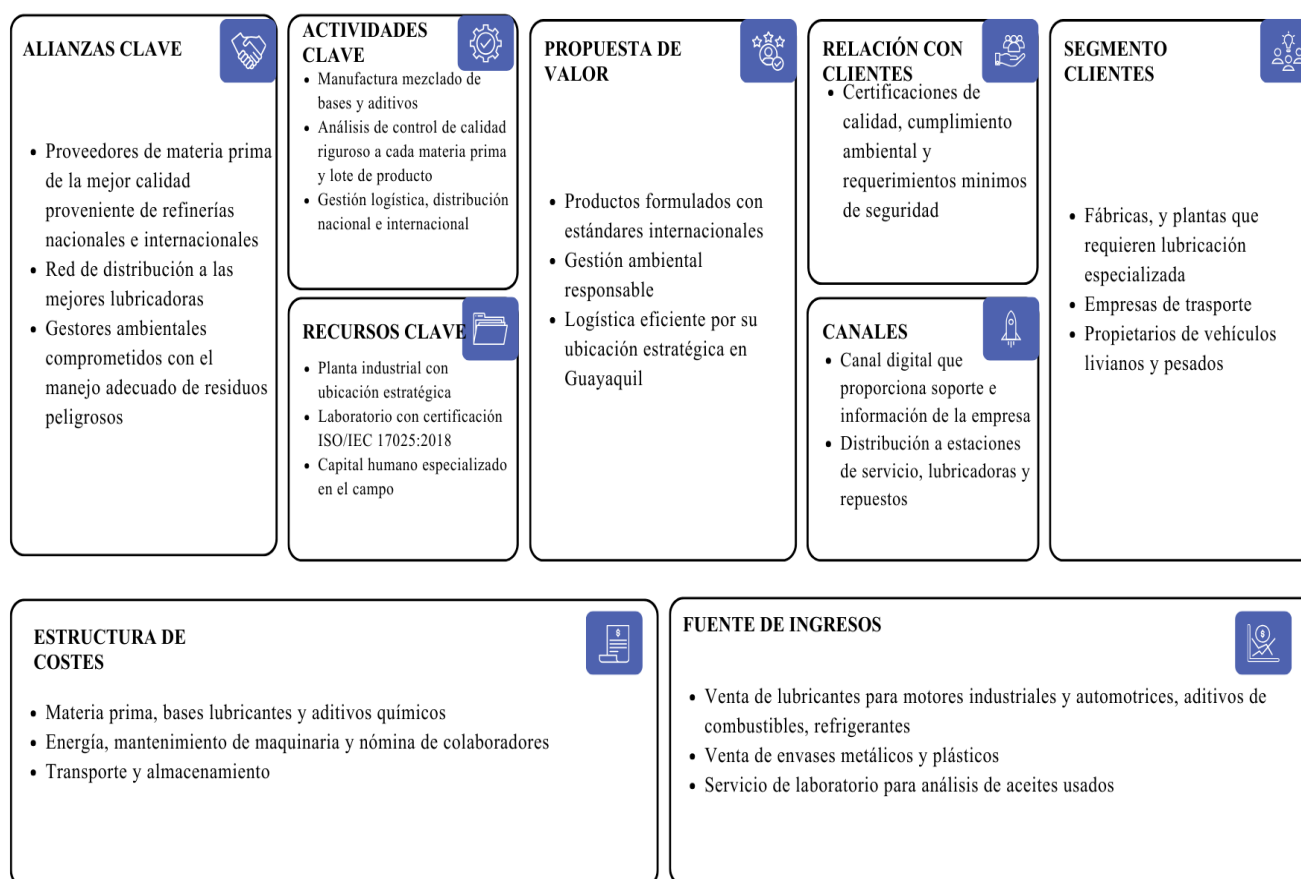 ALIANZAS CLAVE
• Proveedores de materia prima
de la mejor calidad
proveniente de refinerías
nacionales e internacionales
• Red de distribución a las
mejores lubricadoras
• Gestores ambientales
comprometidos con el
manejo adecuado de residuos
peligrosos
ACTIVIDADES
CLAVE
• Manufactura mezclado de
bases y aditivos
• Análisis de control de calidad
riguroso a cada materia prima
y lote de producto
• Gestión logística, distribución
nacional e internacional
RECURSOS CLAVE
• Planta industrial con
ubicación estratégica
• Laboratorio con certificación
ISO/IEC 17025:2018
• Capital humano especializado
en el campo
PROPUESTA DE
VALOR
• Productos formulados con
estándares internacionales
• Gestión ambiental
responsable
• Logística eficiente por su
ubicación estratégica en
Guayaquil
RELACIÓN CON
CLIENTES
• Certificaciones de
calidad, cumplimiento
ambiental y
requerimientos minimos
de seguridad
CANALES
• Canal digital que
proporciona soporte e
información de la empresa
• Distribución a estaciones
de servicio, lubricadoras y
repuestos
SEGMENTO
CLIENTES
• Fábricas, y plantas que
requieren lubricación
especializada
• Empresas de trasporte
• Propietarios de vehículos
livianos y pesados
ESTRUCTURA DE
COSTES
• Materia prima, bases lubricantes y aditivos químicos
• Energía, mantenimiento de maquinaria y nómina de colaboradores
• Transporte y almacenamiento
FUENTE DE INGRESOS
• Venta de lubricantes para motores industriales y automotrices, aditivos de
combustibles, refrigerantes
• Venta de envases metálicos y plásticos
• Servicio de laboratorio para análisis de aceites usados